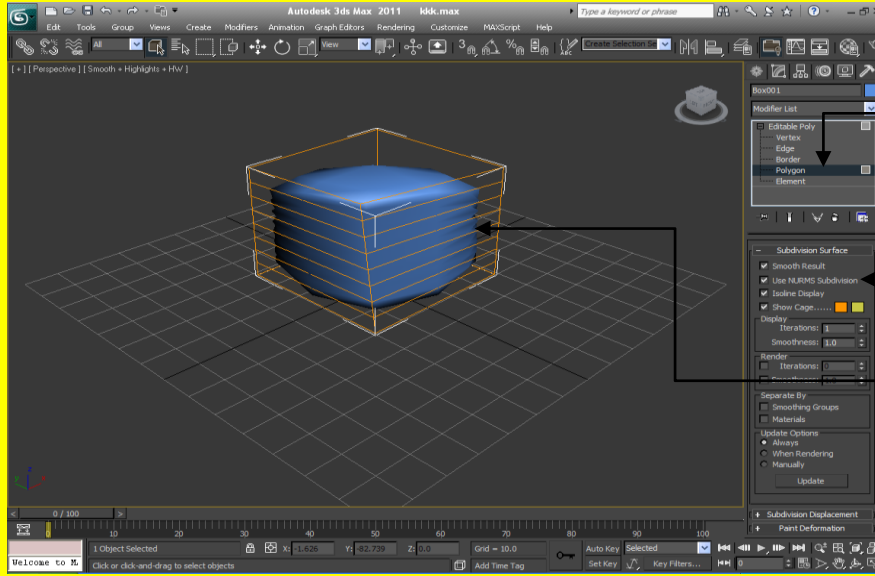 Autodesk 3ds Max 2011 kkk.max
Type a keyword or phrase
Edit Tools Group Views Create Modifiers Animation Graph Editors Rendering Customize MAXScript Help
All View 3 Create Selection Se
[ + ] [ Perspective ] [ Smooth + Highlights + HW ]
Box001
Modifier List
Editable Poly
Vertex
Edge
Border
Polygon
Element
Subdivision Surface
Smooth Result
Use NURMS Subdivision
Isoline Display
Show Cage......
Display
Iterations: 1
Smoothness: 1.0
Render
Iterations: 0
Smoothness:
Separate By
Smoothing Groups
Materials
Update Options
Always
When Rendering
Manually
Update
z
y x
0 / 100
Subdivision Displacement
Paint Deformation
0 10 20 30 40 50 60 70 80 90 100
1 Object Selected X: -1.626 Y: -82.739 Z: 0.0 Grid = 10.0 Auto Key Selected
Welcome to M. Click or click-and-drag to select objects Add Time Tag Set Key Key Filters... 0